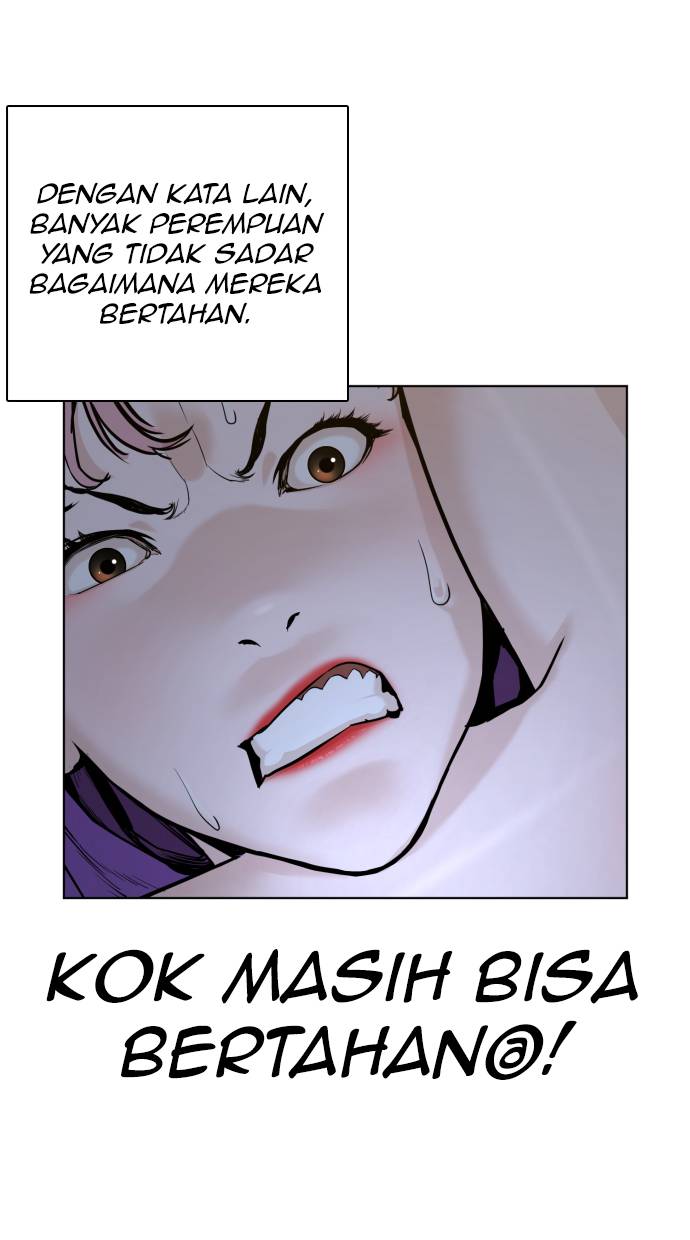 DENGAN KATA LAIN,
BANYAK PEREMPUAN
YANG TIDAK SADAR
BAGAIMANA MEREKA
BERTAHAN.
KOK MASIH BISA
BERTAHAN@!